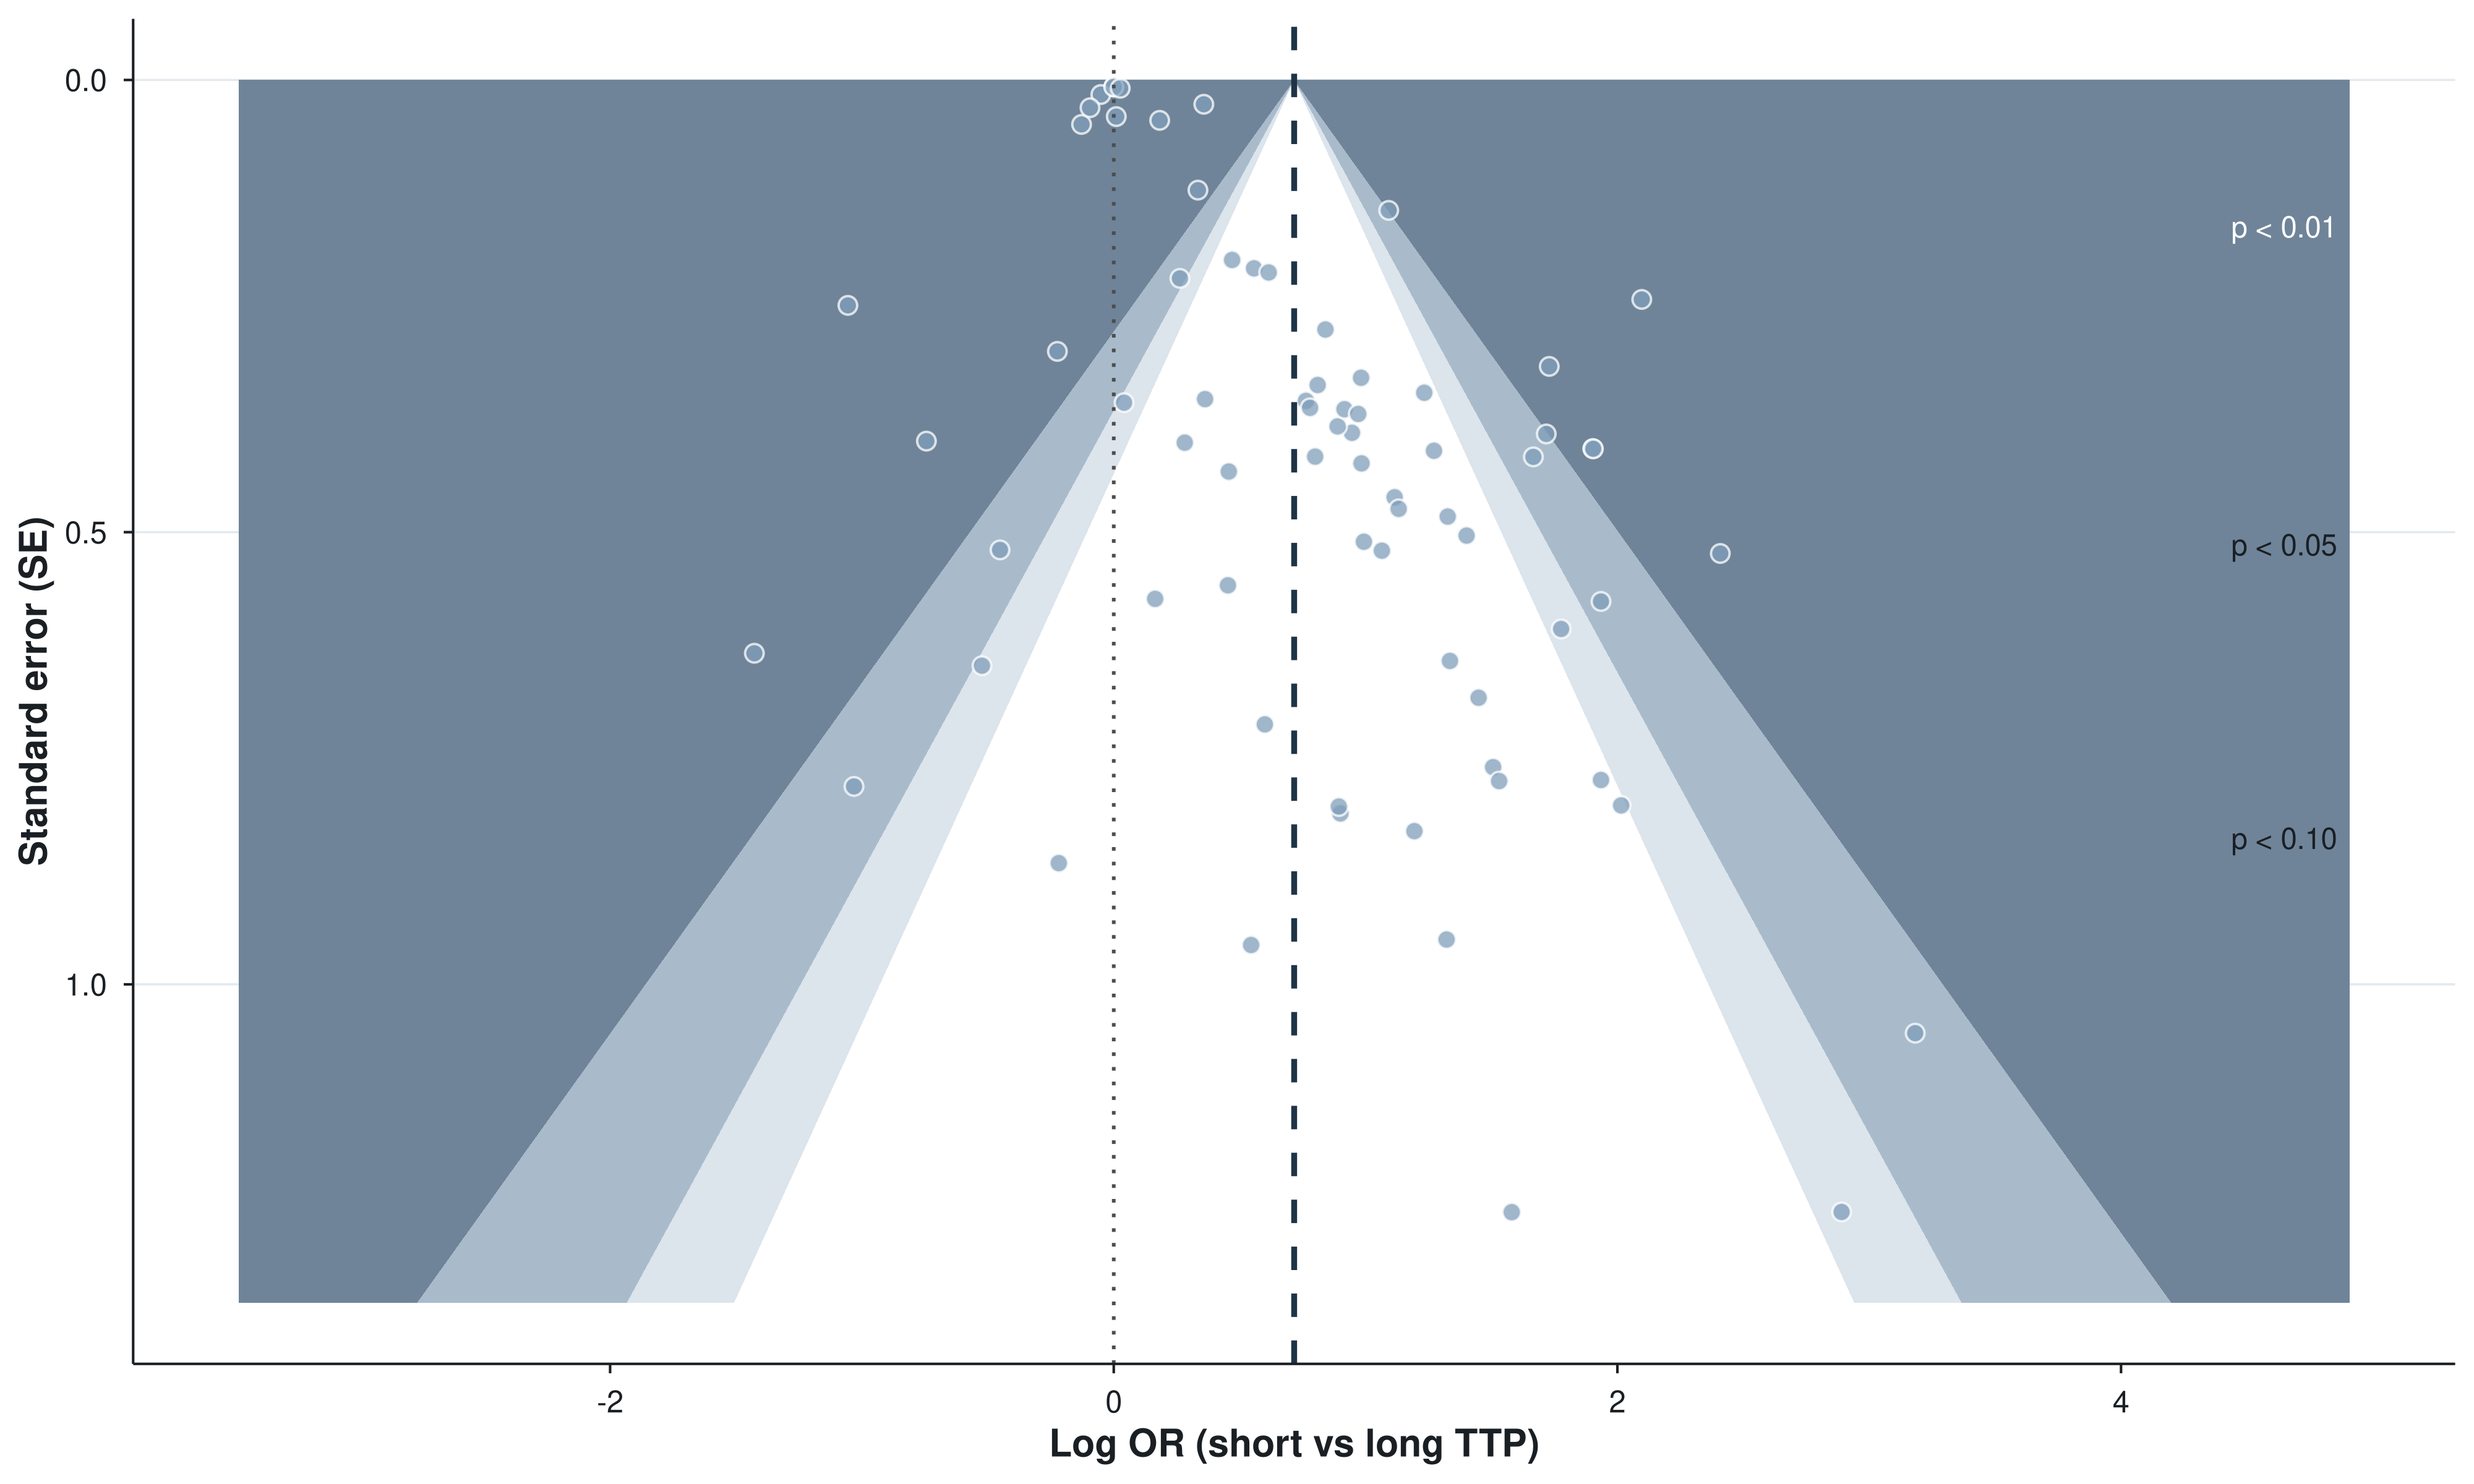 0.0
0.5
1.0
Standard error (SE)
p < 0.01
p < 0.05
p < 0.10
-2
0
2
4
Log OR (short vs long TTP)